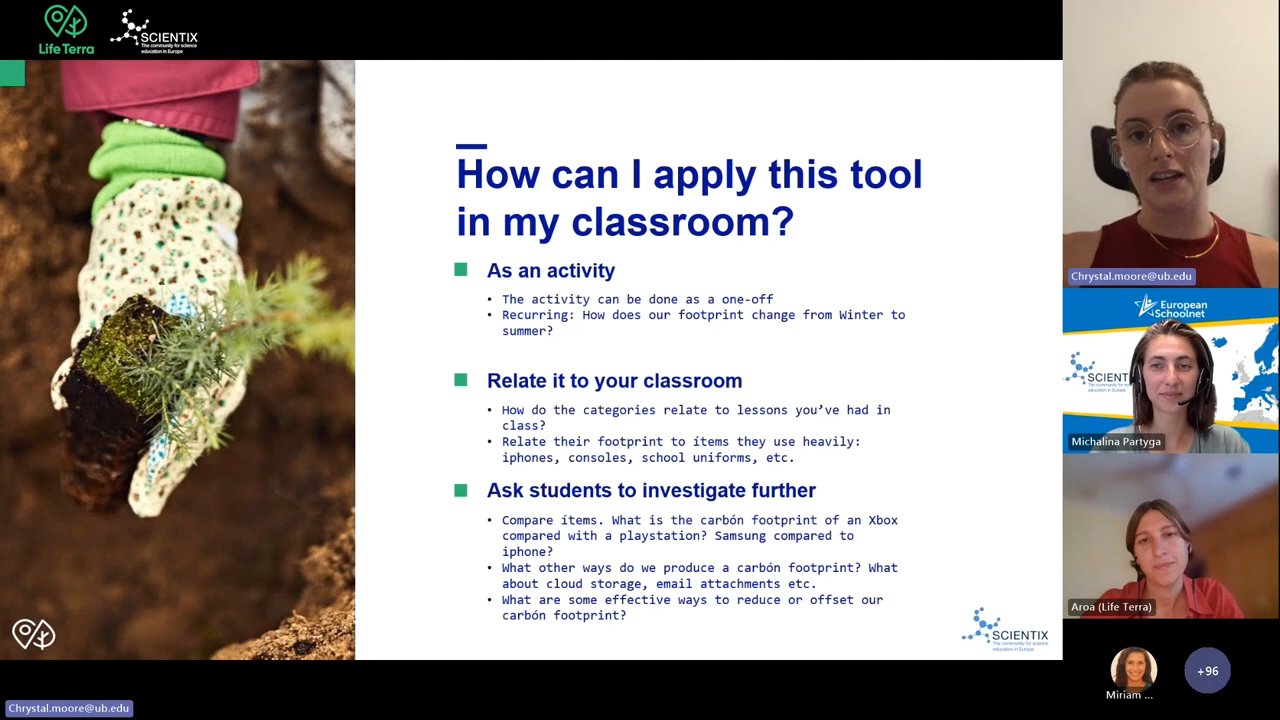 Life Terra
SCIENTIX
The community for science
education in Europe
How can I apply this tool
in my classroom?
As an activity
• The activity can be done as a one-off
• Recurring: How does our footprint change from Winter to
summer?
Relate it to your classroom
• How do the categories relate to lessons you’ve had in
class?
• Relate their footprint to ítems they use heavily:
iphones, consoles, school uniforms, etc.
Ask students to investigate further
• Compare ítems. What is the carbón footprint of an Xbox
compared with a playstation? Samsung compared to
iphone?
• What other ways do we produce a carbón footprint? What
about cloud storage, email attachments etc.
• What are some effective ways to reduce or offset our
carbón footprint?
SCIENTIX
The community for science
education in Europe
Chrystal.moore@ub.edu
European
Schoolnet
SCIENTI
Michalina Partyga
Aroa (Life Terra)
Miriam ...
+96
Chrystal.moore@ub.edu